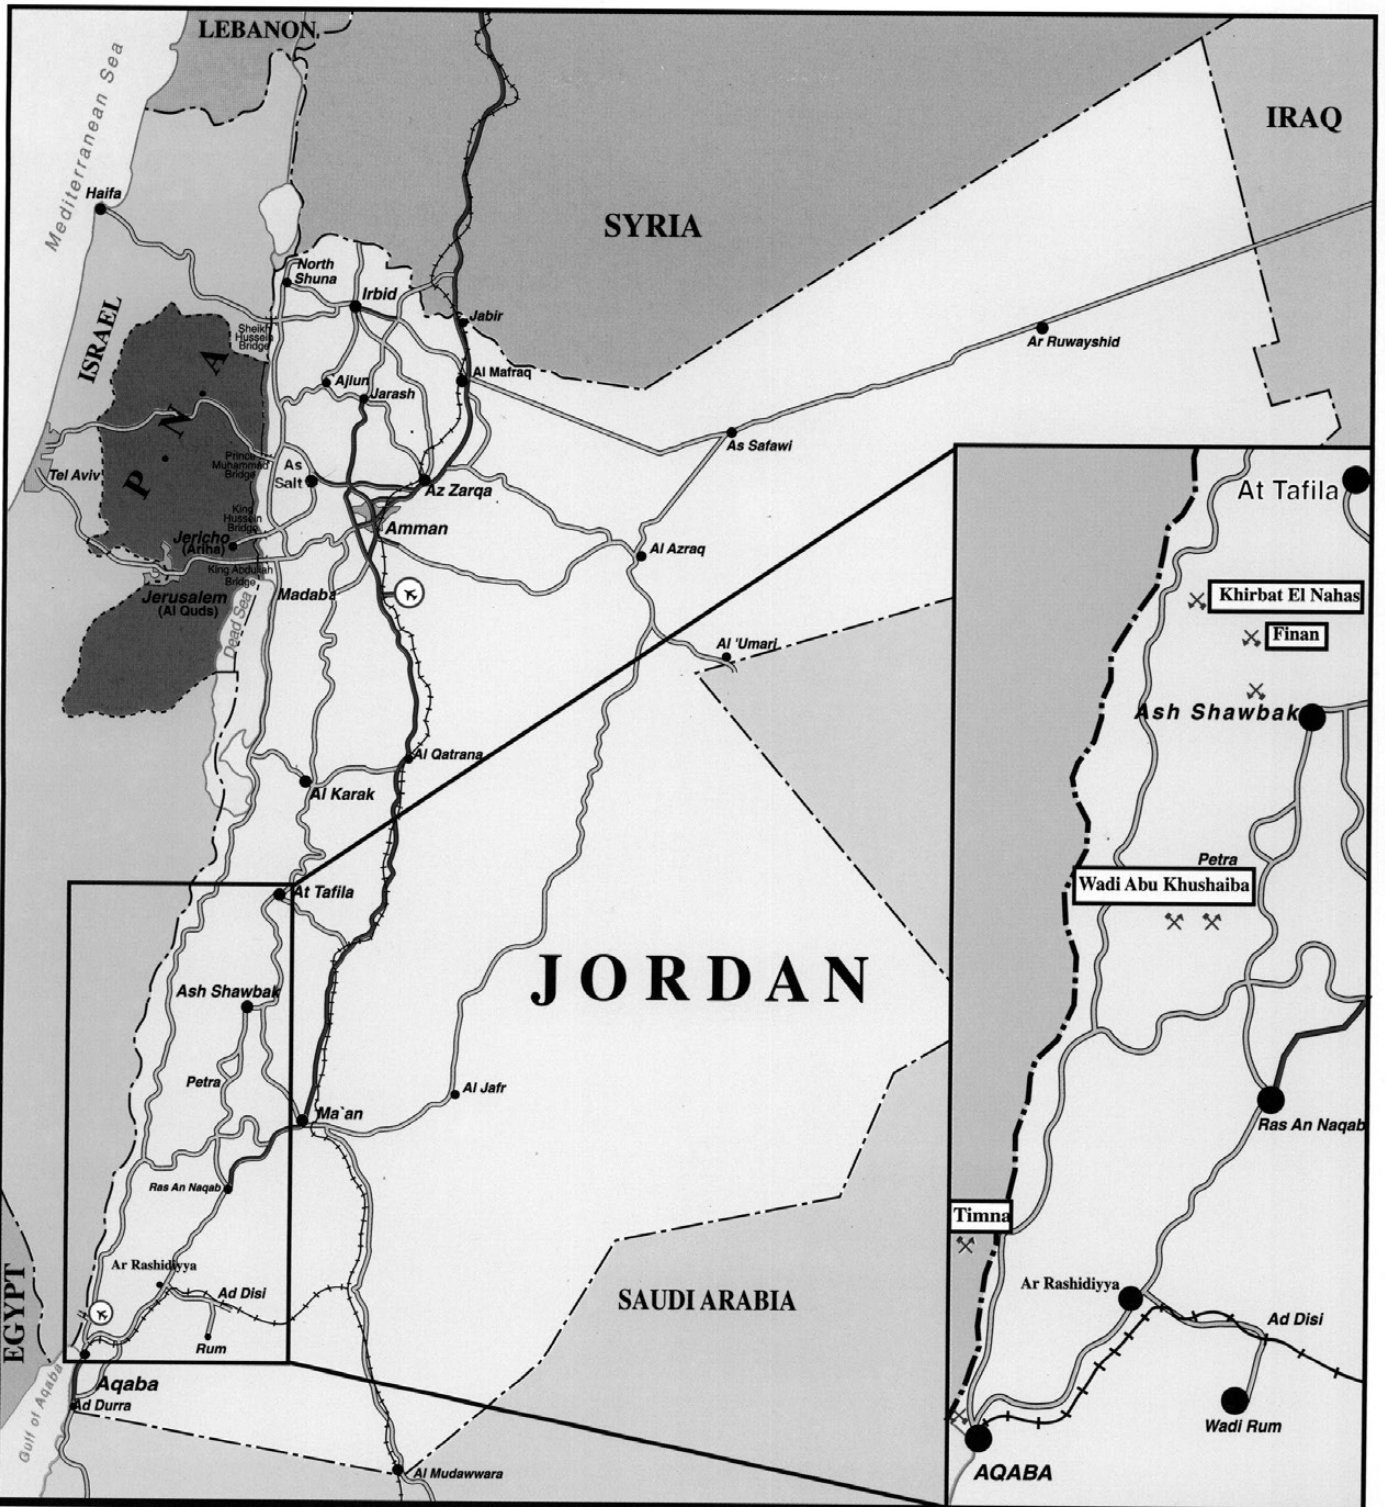 LEBANON
Mediterranean Sea
IRAQ
SYRIA
Haifa
North
Shuna
Irbid
Jabir
ISRAEL
Sheikh
Hussein
Bridge
Ar Ruwayshid
Al Mafraq
Ajlun
Jarash
P N A
As Safawi
Tel Aviv
Prince
Muhammad
Bridge
As
Salt
Az Zarqa
King
Hussein
Bridge
Amman
Jericho
(Ariha)
Al Azraq
King Abdullah
Bridge
Jerusalem
(Al Quds)
Madaba
Dead Sea
Al 'Umari
Al Qatrana
Al Karak
At Tafila
JORDAN
Ash Shawbak
Petra
Al Jafr
Ma`an
Ras An Naqab
Ar Rashidiyya
Ad Disi
SAUDI ARABIA
EGYPT
Rum
Aqaba
Gulf of Aqaba
Ad Durra
Al Mudawwara
At Tafila
Khirbat El Nahas
Finan
Ash Shawbak
Petra
Wadi Abu Khushaiba
Ras An Naqab
Timna
Ar Rashidiyya
Ad Disi
Wadi Rum
AQABA